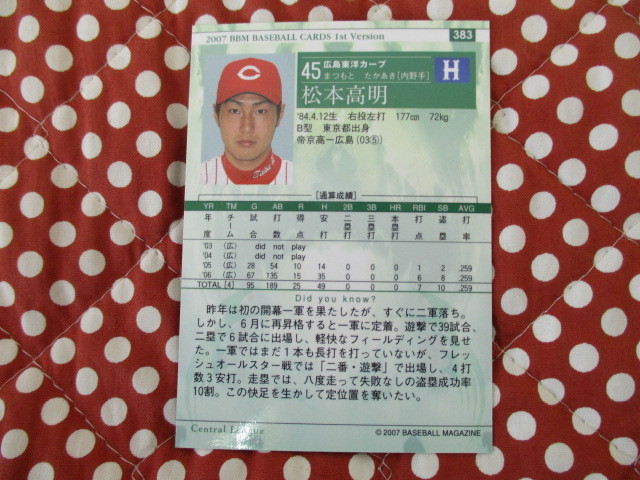 2007 BBM BASEBALL CARDS 1st Version
383
45 広島東洋カープ
まつもと たかあき[内野手]
松本高明
H
C
'84.4.12生 右投左打 177cm 72kg
B型 東京都出身
帝京高ー広島(03⑤)
[通算成績]
YR TM G AB R H 2B 3B HR RBI SB AVG
年度 チーム 試合 打数 得点 安打 二塁打 三塁打 本塁打 打点 盗塁 打率
'03 (広) did not play
'04 (広) did not play
'05 (広) 28 54 10 14 0 0 0 1 2 .259
'06 (広) 67 135 15 35 0 0 0 6 8 .259
TOTAL [4] 95 189 25 49 0 0 0 7 10 .259
Did you know?
昨年は初の開幕一軍を果たしたが、すぐに二軍落ち。
しかし、6月に再昇格すると一軍に定着。遊撃で39試合、
二塁で6試合に出場し、軽快なフィールディングを見せ
た。一軍ではまだ1本も長打を打っていないが、フレッ
シュオールスター戦では「二番・遊撃」で出場し、4打
数3安打。走塁では、八度走って失敗なしの盗塁成功率
10割。この快足を生かして定位置を奪いたい。
Central League
© 2007 BASEBALL MAGAZINE